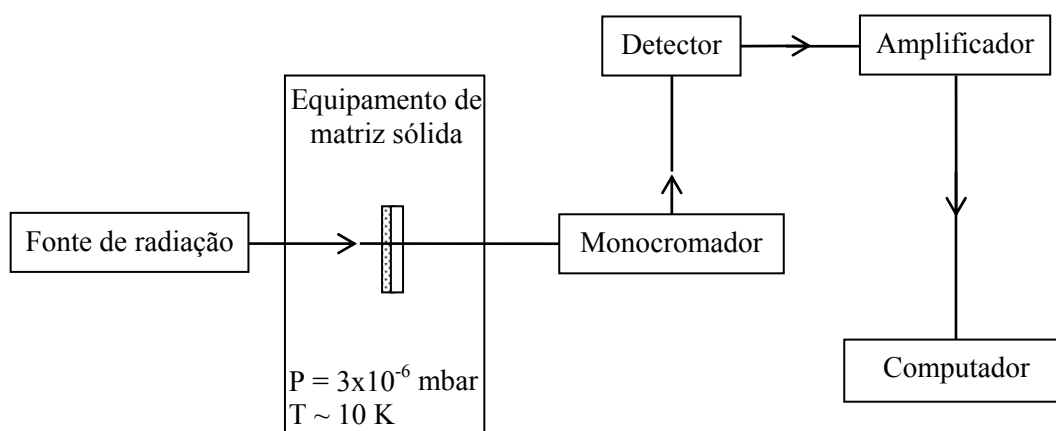 Detector
Amplificador
Equipamento de
matriz sólida
Fonte de radiação
Monocromador
Computador
P = 3x10⁻⁶ mbar
T ~ 10 K